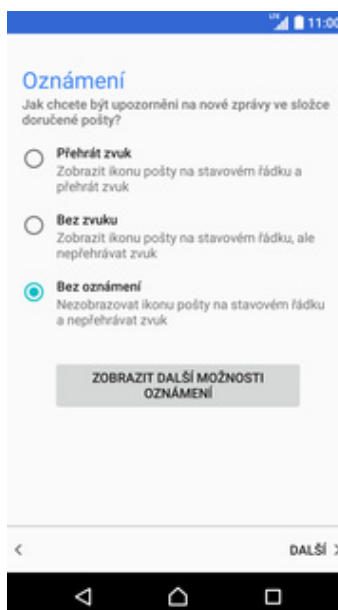 LTE 11:00
Oznámení
Jak chcete být upozorněni na nové zprávy ve složce
doručené pošty?
Přehrát zvuk
Zobrazit ikonu pošty na stavovém řádku a
přehrát zvuk
Bez zvuku
Zobrazit ikonu pošty na stavovém řádku, ale
nepřehrávat zvuk
Bez oznámení
Nezobrazovat ikonu pošty na stavovém řádku
a nepřehrávat zvuk
ZOBRAZIT DALŠÍ MOŽNOSTI
OZNÁMENÍ
DALŠÍ